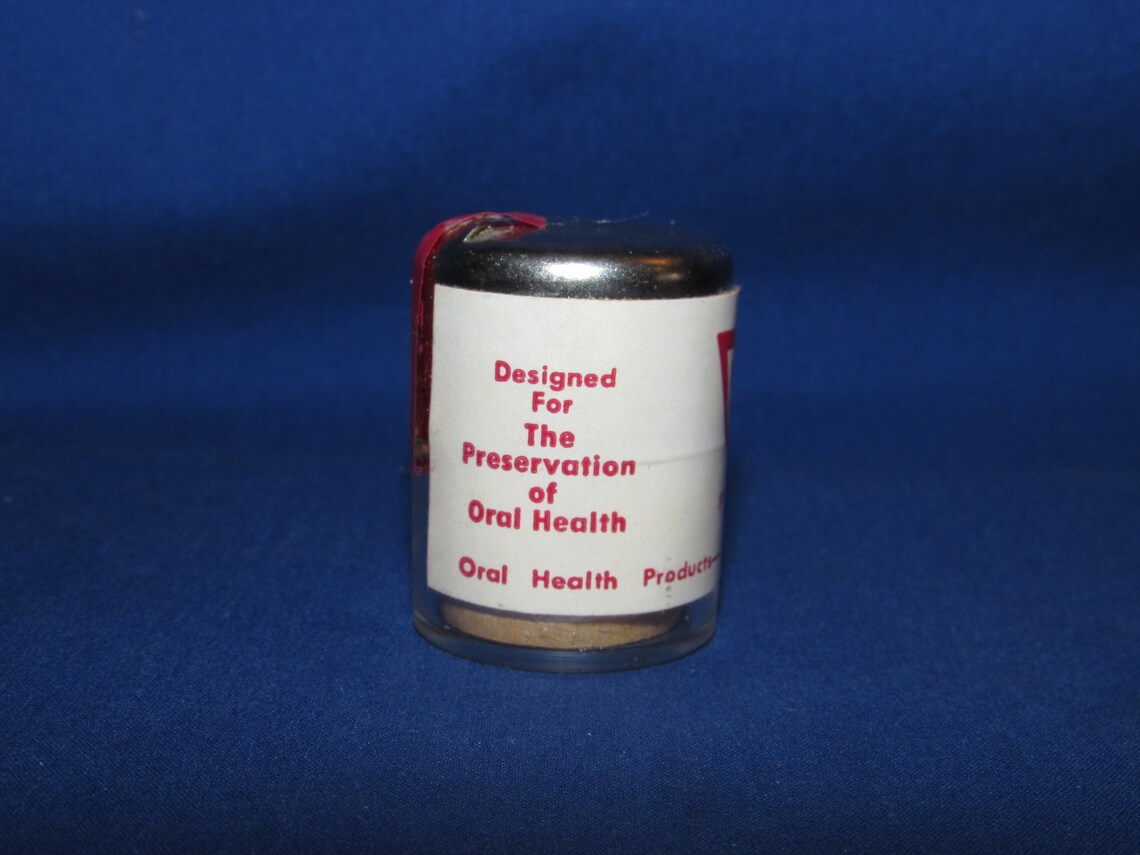 Designed
For
The
Preservation
of
Oral Health
Oral Health Products—